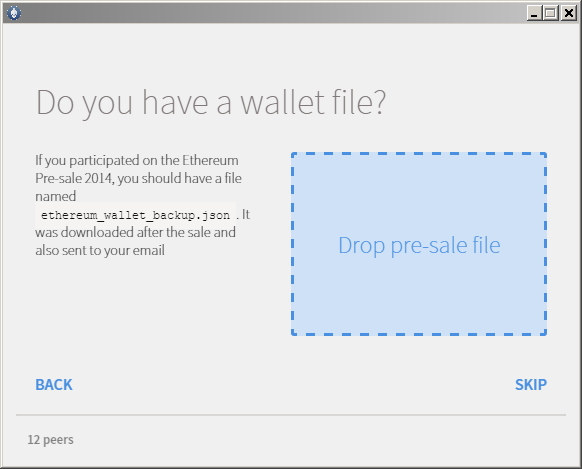 Do you have a wallet file?
If you participated on the Ethereum
Pre-sale 2014, you should have a file
named
ethereum_wallet_backup.json . It
was downloaded after the sale and
also sent to your email
Drop pre-sale file
BACK
SKIP
12 peers